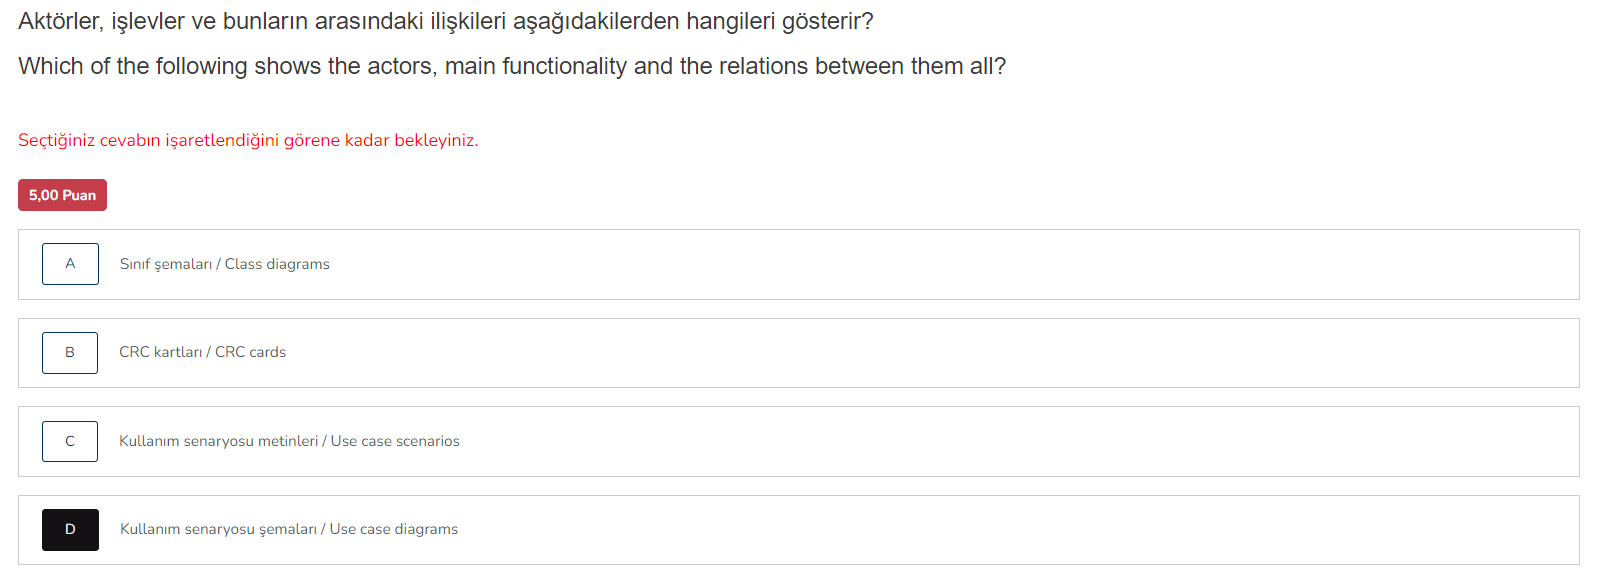 Aktörler, işlevler ve bunların arasındaki ilişkileri aşağıdakilerden hangileri gösterir?
Which of the following shows the actors, main functionality and the relations between them all?
Seçtiğiniz cevabın işaretlendiğini görene kadar bekleyiniz.
5,00 Puan
A Sınıf şemaları / Class diagrams
B CRC kartları / CRC cards
C Kullanım senaryosu metinleri / Use case scenarios
D Kullanım senaryosu şemaları / Use case diagrams